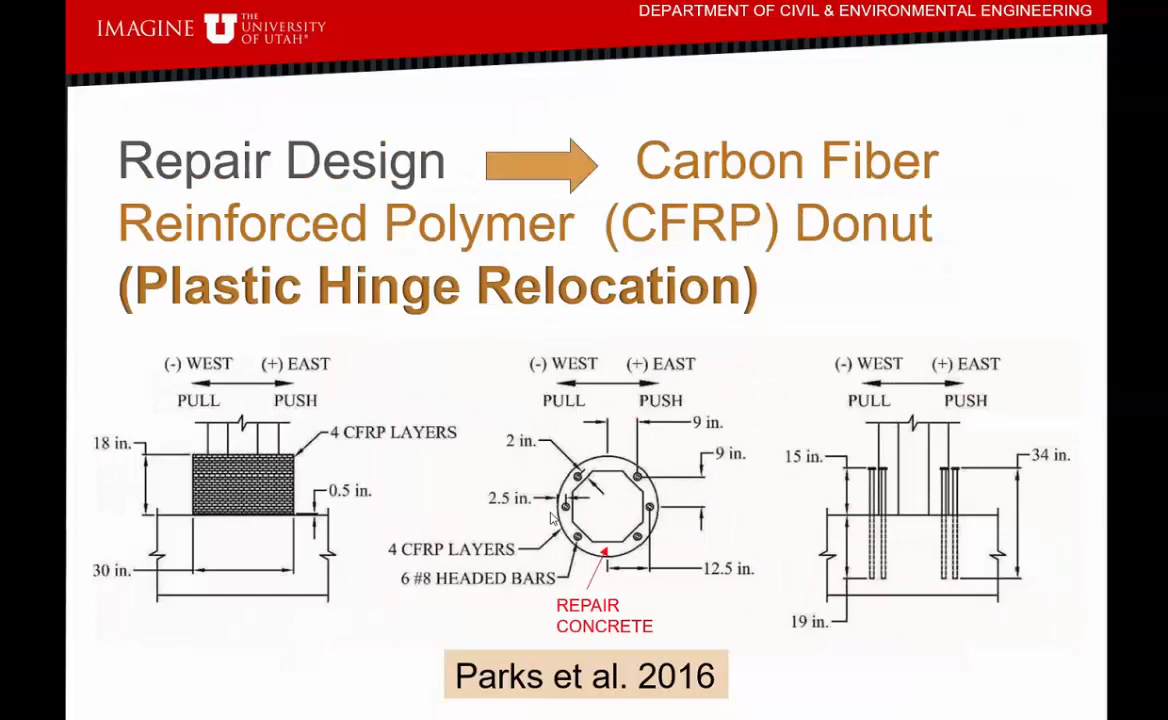 DEPARTMENT OF CIVIL & ENVIRONMENTAL ENGINEERING
IMAGINE U THE UNIVERSITY OF UTAH®
Repair Design Carbon Fiber
Reinforced Polymer (CFRP) Donut
(Plastic Hinge Relocation)
(-) WEST (+) EAST
PULL PUSH
18 in.
4 CFRP LAYERS
0.5 in.
30 in.
(-) WEST (+) EAST
PULL PUSH
9 in.
2 in.
9 in.
2.5 in.
4 CFRP LAYERS
6 #8 HEADED BARS
12.5 in.
REPAIR
CONCRETE
(-) WEST (+) EAST
PULL PUSH
15 in.
34 in.
19 in.
Parks et al. 2016